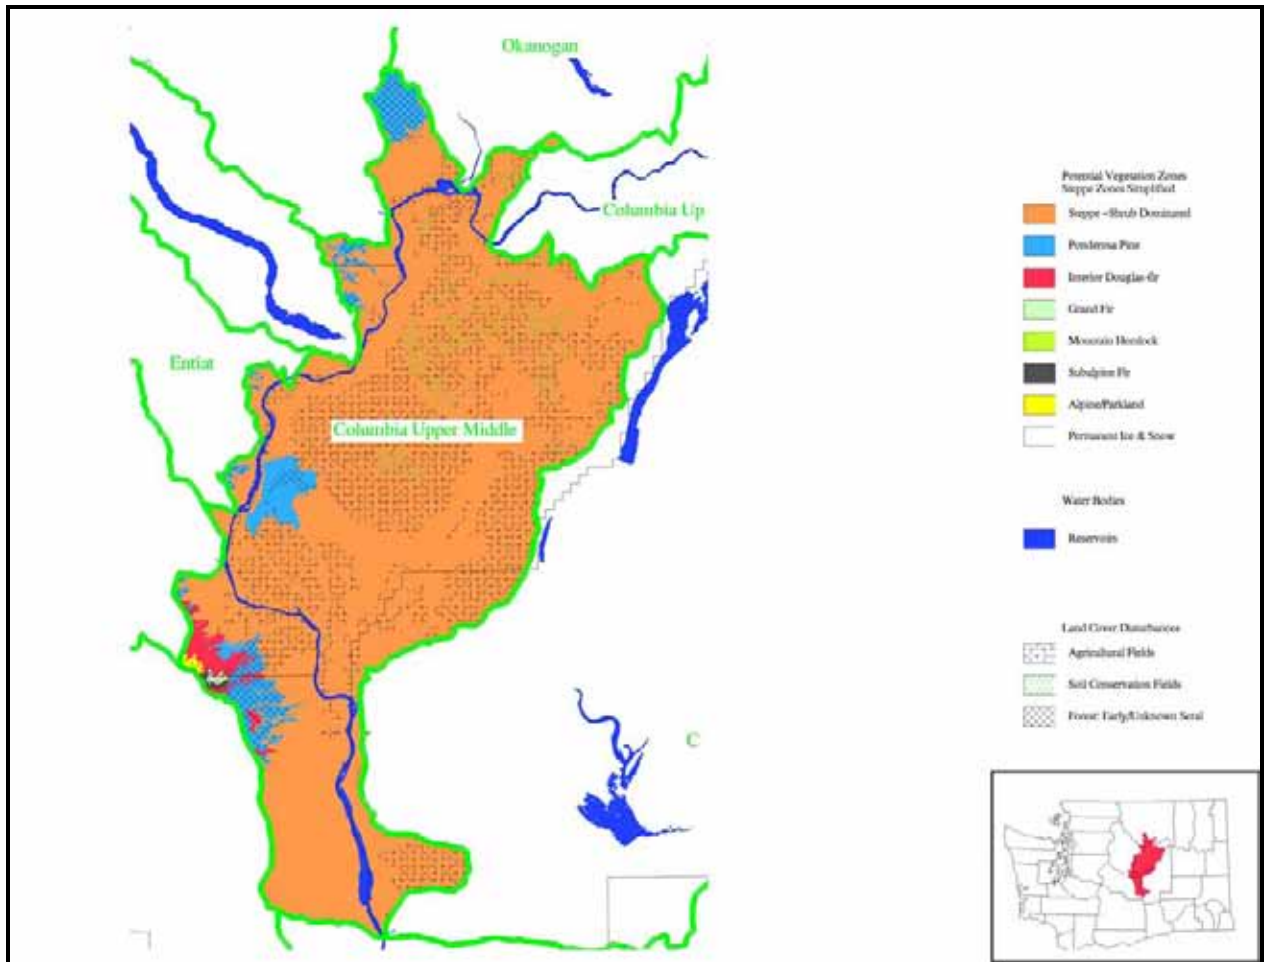 Okanogan
Columbia Up
Entiat
Columbia Upper Middle
C
Potential Vegetation Zones
Steppe Zones Simplified
Steppe - Shrub Dominated
Ponderosa Pine
Interior Douglas-fir
Grand Fir
Mountain Hemlock
Subalpine Fir
Alpine/Parkland
Permanent Ice & Snow
Water Bodies
Reservoirs
Land Cover Disturbances
Agricultural Fields
Soil Conservation Fields
Forest: Early/Unknown Seral